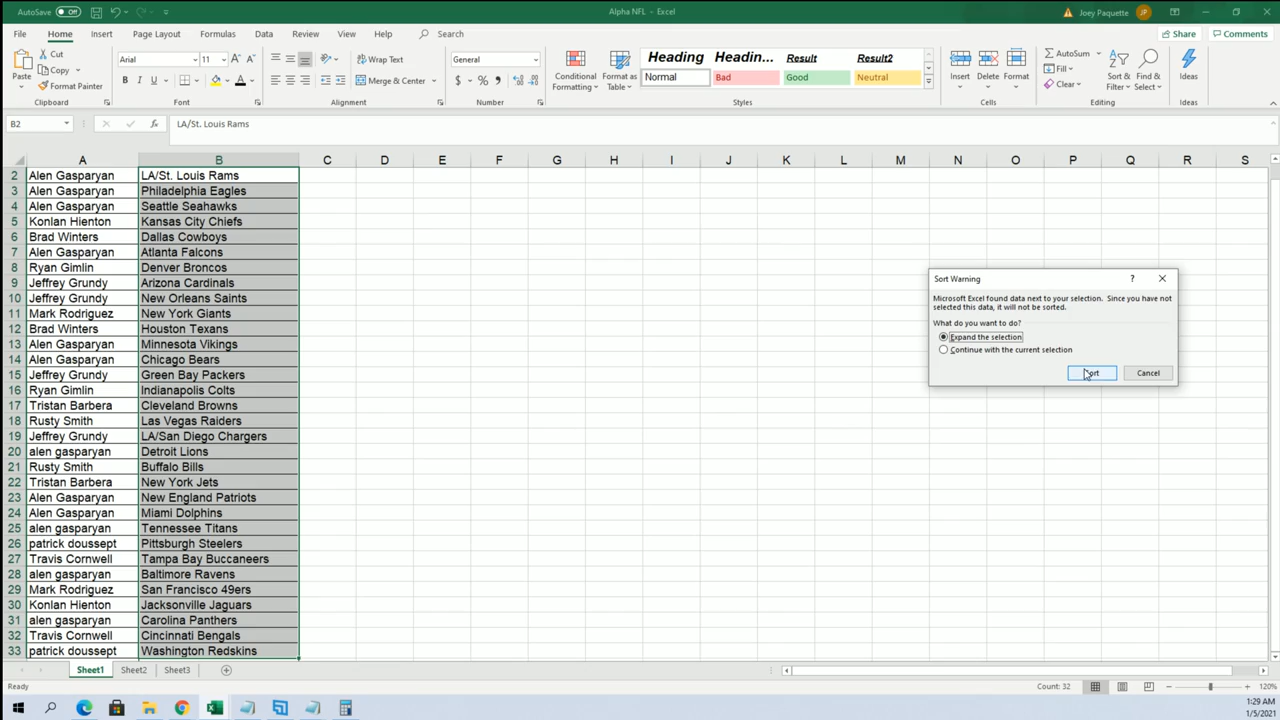 AutoSave Off Alpha NFL - Excel Joey Paquette JP
File Home Insert Page Layout Formulas Data Review View Help Search Share Comments
Paste Cut Copy Format Painter Clipboard
Arial 11 A A B I U A Font
Wrap Text Merge & Center Alignment
General $ % , Number
Conditional Formatting Format as Table
Heading Headin... Result Result2
Normal Bad Good Neutral
Styles
Insert Delete Format Cells
AutoSum Fill Clear Sort & Filter Find & Select Editing
Ideas Ideas
B2 fx LA/St. Louis Rams
A B C D E F G H I J K L M N O P Q R S
2 Alen Gasparyan LA/St. Louis Rams
3 Alen Gasparyan Philadelphia Eagles
4 Alen Gasparyan Seattle Seahawks
5 Konlan Hienton Kansas City Chiefs
6 Brad Winters Dallas Cowboys
7 Alen Gasparyan Atlanta Falcons
8 Ryan Gimlin Denver Broncos
9 Jeffrey Grundy Arizona Cardinals
10 Jeffrey Grundy New Orleans Saints
11 Mark Rodriguez New York Giants
12 Brad Winters Houston Texans
13 Alen Gasparyan Minnesota Vikings
14 Alen Gasparyan Chicago Bears
15 Jeffrey Grundy Green Bay Packers
16 Ryan Gimlin Indianapolis Colts
17 Tristan Barbera Cleveland Browns
18 Rusty Smith Las Vegas Raiders
19 Jeffrey Grundy LA/San Diego Chargers
20 alen gasparyan Detroit Lions
21 Rusty Smith Buffalo Bills
22 Tristan Barbera New York Jets
23 Alen Gasparyan New England Patriots
24 Alen Gasparyan Miami Dolphins
25 alen gasparyan Tennessee Titans
26 patrick doussept Pittsburgh Steelers
27 Travis Cornwell Tampa Bay Buccaneers
28 alen gasparyan Baltimore Ravens
29 Mark Rodriguez San Francisco 49ers
30 Konlan Hienton Jacksonville Jaguars
31 alen gasparyan Carolina Panthers
32 Travis Cornwell Cincinnati Bengals
33 patrick doussept Washington Redskins
Sort Warning ?
Microsoft Excel found data next to your selection. Since you have not
selected this data, it will not be sorted.
What do you want to do?
Expand the selection
Continue with the current selection
Cancel
Sheet1 Sheet2 Sheet3
Ready Count: 32 120%
1:29 AM
1/5/2021